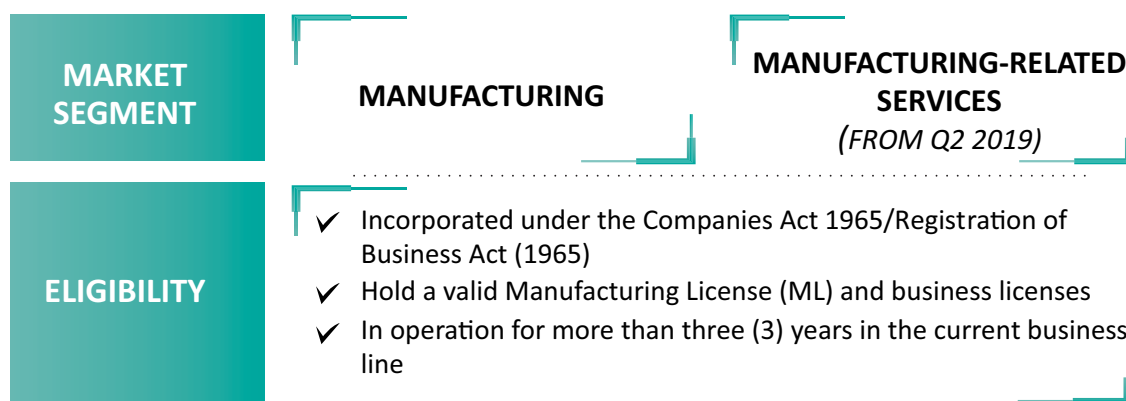 MARKET
SEGMENT
MANUFACTURING
MANUFACTURING-RELATED
SERVICES
(FROM Q2 2019)
ELIGIBILITY
✓ Incorporated under the Companies Act 1965/Registration of
Business Act (1965)
✓ Hold a valid Manufacturing License (ML) and business licenses
✓ In operation for more than three (3) years in the current business
line